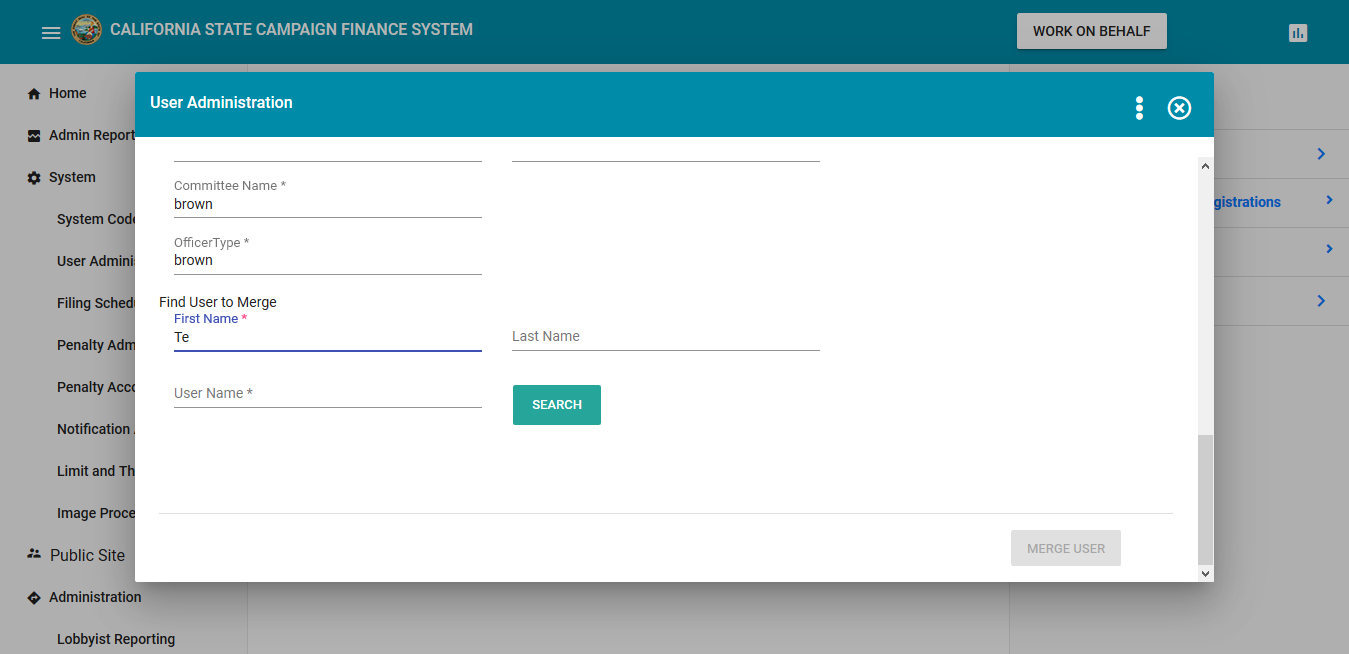 CALIFORNIA STATE CAMPAIGN FINANCE SYSTEM
WORK ON BEHALF
Home
Admin Report
System
System Code
User Adminis
Filing Schedu
Penalty Adm
Penalty Acco
Notification A
Limit and Th
Image Proce
Public Site
Administration
Lobbyist Reporting
User Administration
Committee Name *
brown
OfficerType *
brown
Find User to Merge
First Name *
Te
Last Name
User Name *
SEARCH
MERGE USER
gistrations